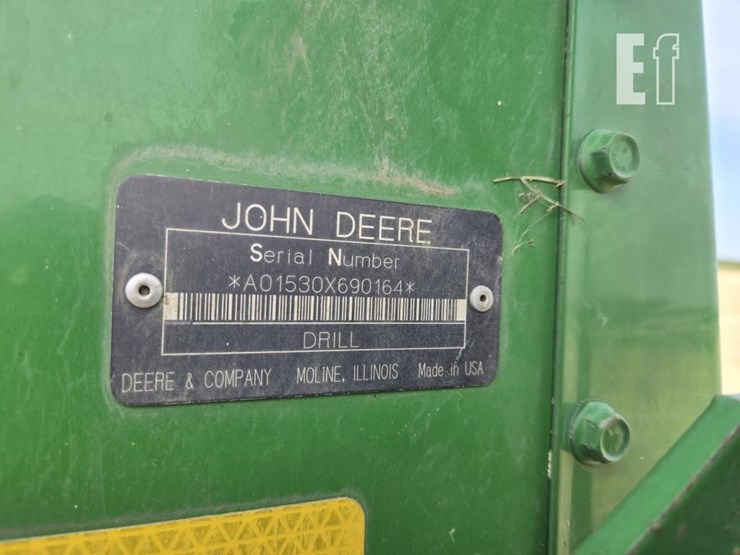 Ef
JOHN DEERE
Serial Number
*A01530X690164*
DRILL
DEERE & COMPANY MOLINE, ILLINOIS Made in USA